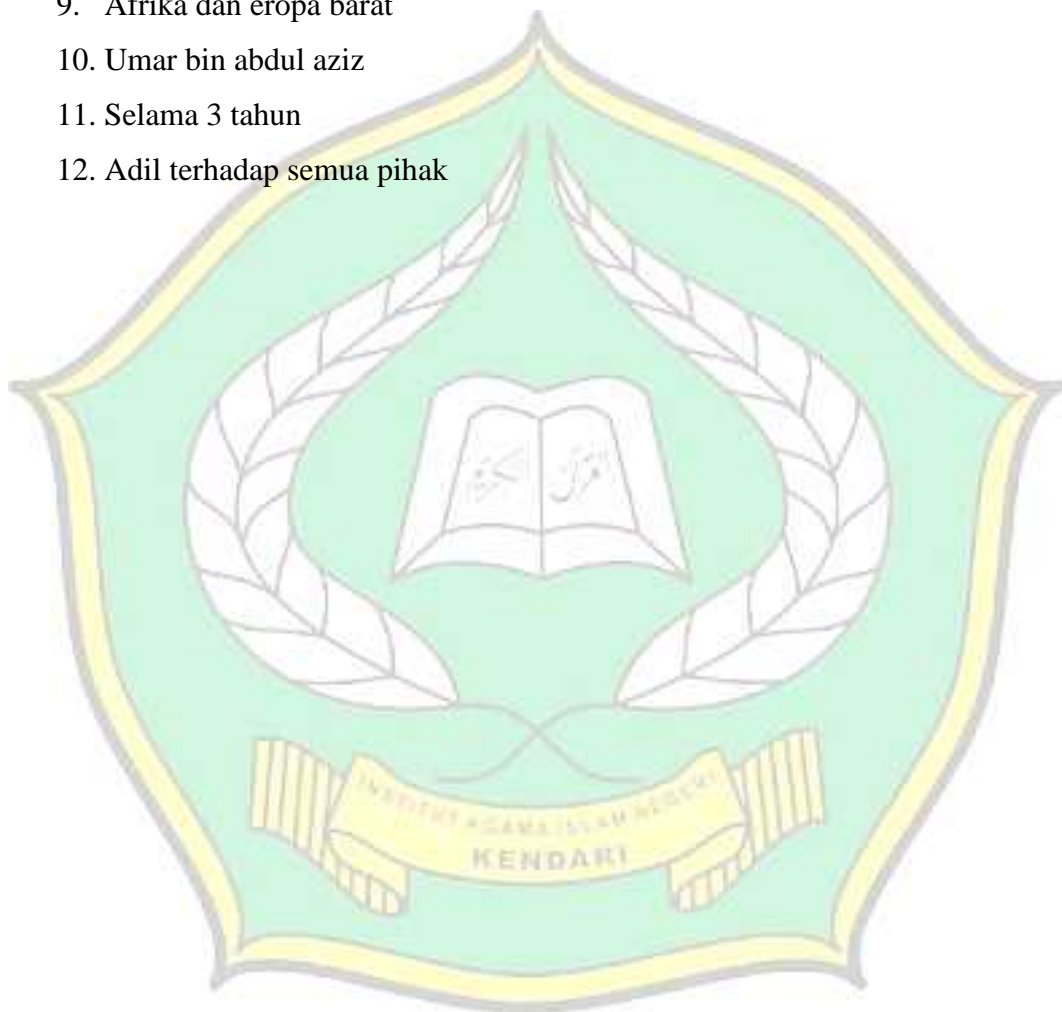 9. Afrika dan eropa barat
10. Umar bin abdul aziz
11. Selama 3 tahun
12. Adil terhadap semua pihak
INSTITUT AGAMA ISLAM NEGERI
KENDARI